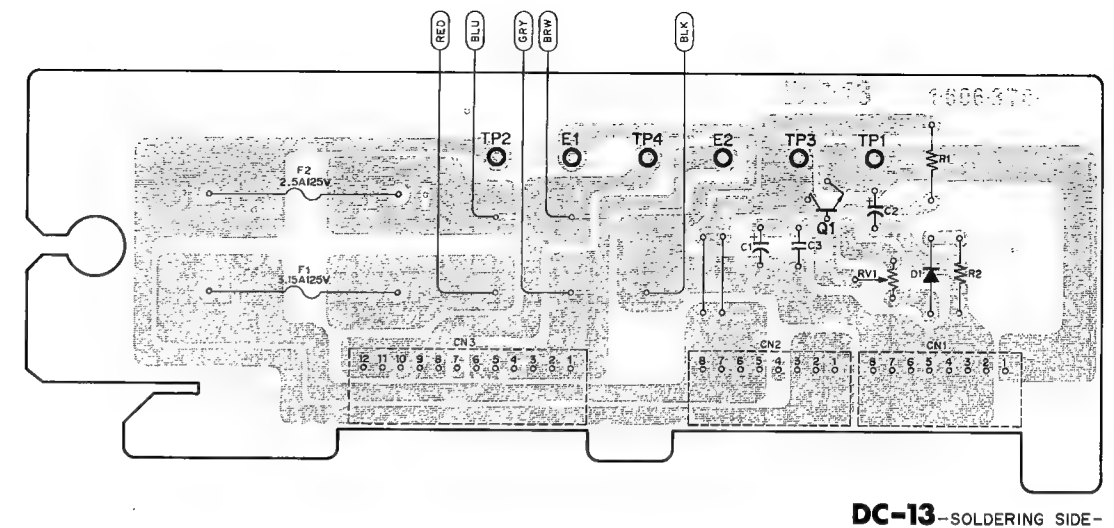 RED
BLU
GRY
BRW
BLK
TP2
E1
TP4
E2
TP3
TP1
R1
F2
2.5A125V
Q1
C2
C1
C3
RV1
D1
R2
F1
3.15A125V
CN3
12 11 10 9 8 7 6 5 4 3 2 1
CN2
8 7 6 5 4 3 2 1
CN1
8 7 6 5 4 3 2 1
DC-13 -SOLDERING SIDE-